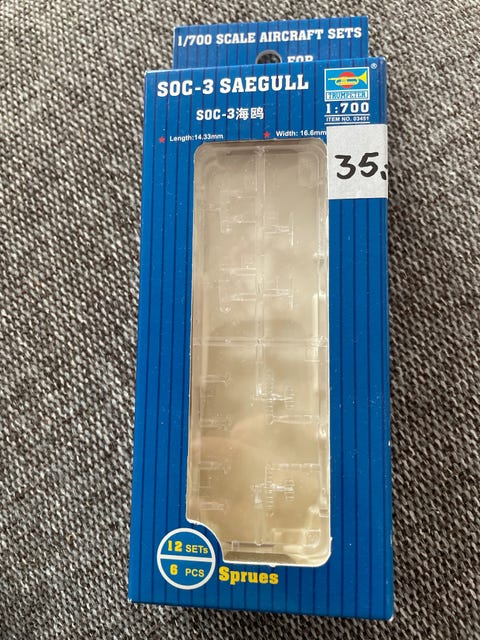 1/700 SCALE AIRCRAFT SETS
FOR
SOC-3 SAEGULL
SOC-3海鸥
Length:14.33mm
Width: 16.6mm
®
TRUMPETER
1:700
ITEM NO. 03451
35,-
12 SETs
6 PCS
Sprues